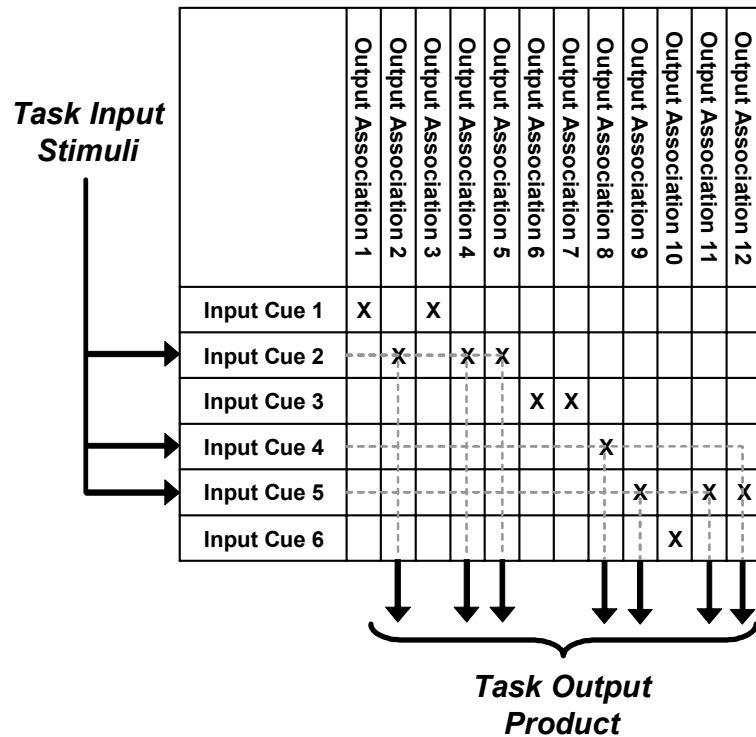 Task Input
Stimuli
Output Association 1
Output Association 2
Output Association 3
Output Association 4
Output Association 5
Output Association 6
Output Association 7
Output Association 8
Output Association 9
Output Association 10
Output Association 11
Output Association 12
Input Cue 1 X X
Input Cue 2 X X X
Input Cue 3 X X
Input Cue 4 X
Input Cue 5 X X X
Input Cue 6 X
Task Output
Product